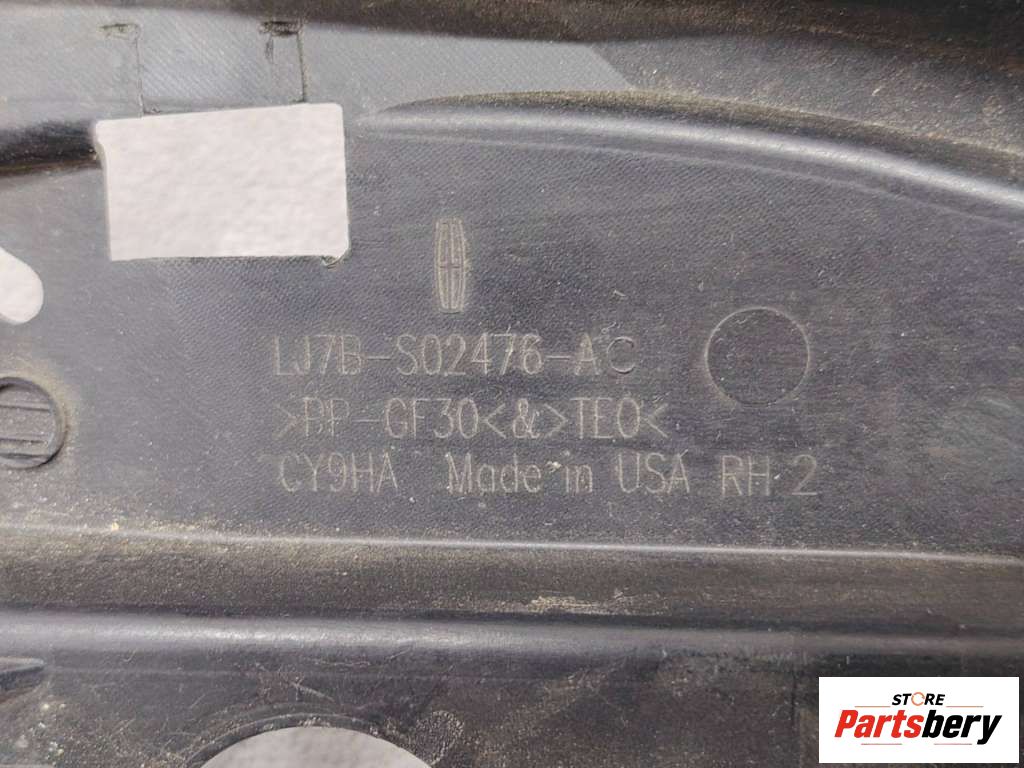 LJ7B-S02476-AC
>PP-GF30<&>TEO<
CY9HA Made in USA RH 2
STORE
Partsbery